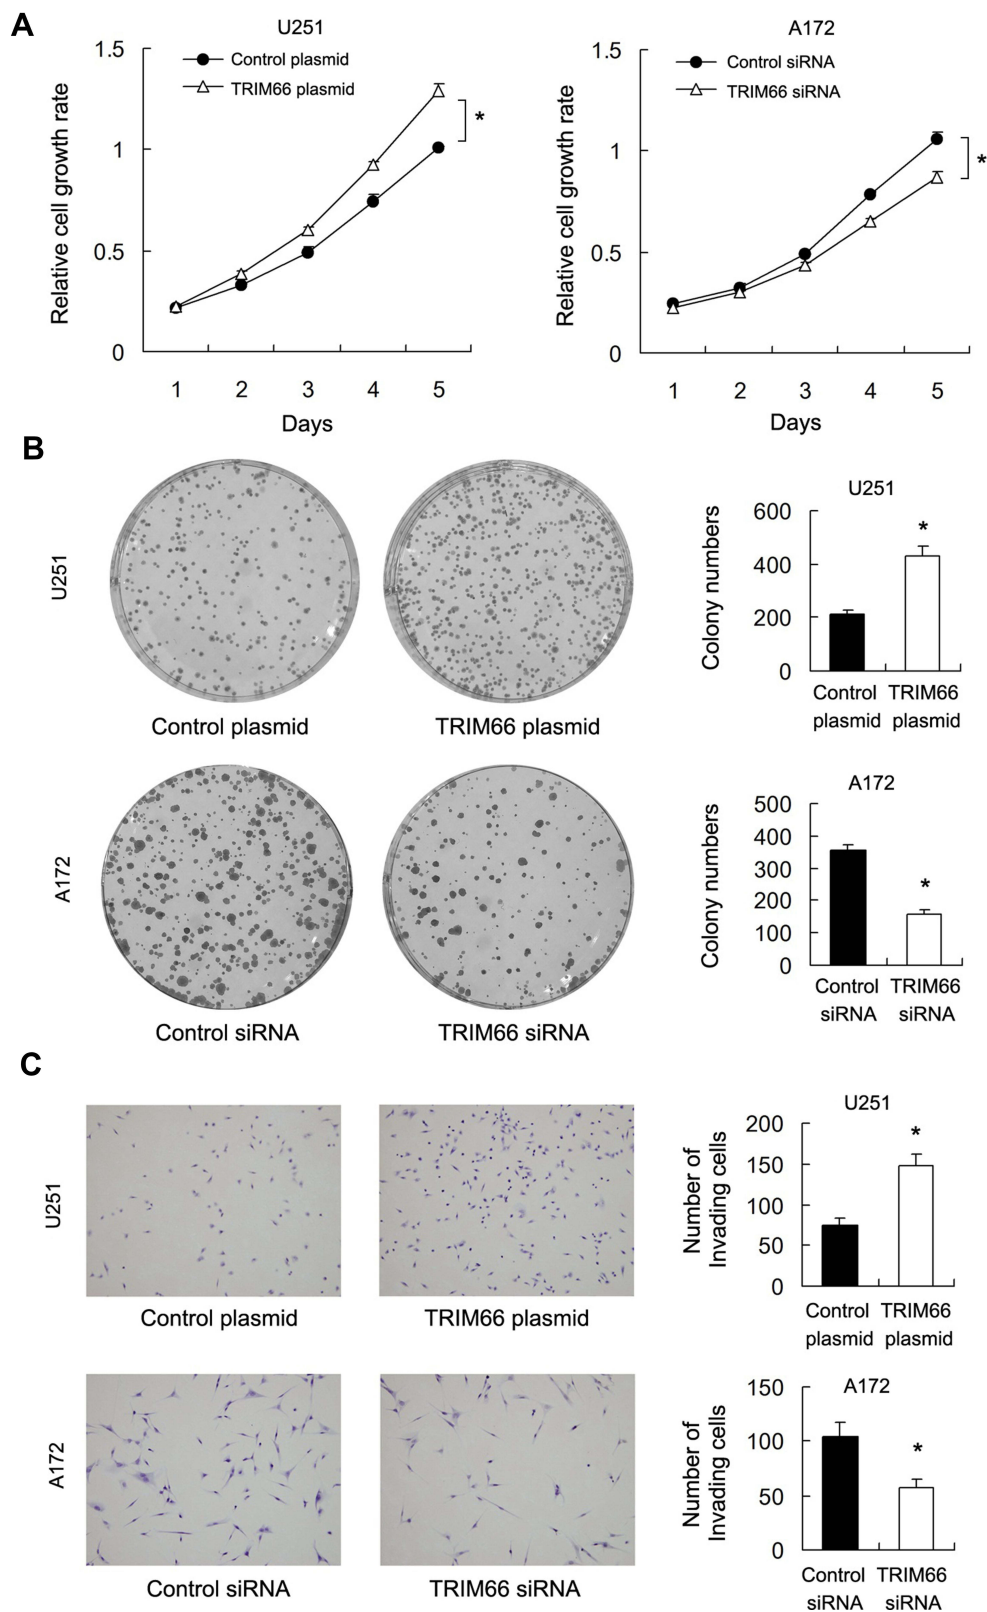 A
U251
1.5
1
0.5
0
Relative cell growth rate
Control plasmid
TRIM66 plasmid
*
1 2 3 4 5
Days
A172
1.5
1
0.5
0
Relative cell growth rate
Control siRNA
TRIM66 siRNA
*
1 2 3 4 5
Days
B
U251
Control plasmid
TRIM66 plasmid
U251
Colony numbers
600
400
200
0
*
Control TRIM66
plasmid plasmid
A172
Control siRNA
TRIM66 siRNA
A172
Colony numbers
500
400
300
200
100
0
*
Control TRIM66
siRNA siRNA
C
U251
Control plasmid
TRIM66 plasmid
U251
Number of
Invading cells
200
150
100
50
0
*
Control TRIM66
plasmid plasmid
A172
Control siRNA
TRIM66 siRNA
A172
Number of
Invading cells
150
100
50
0
*
Control TRIM66
siRNA siRNA